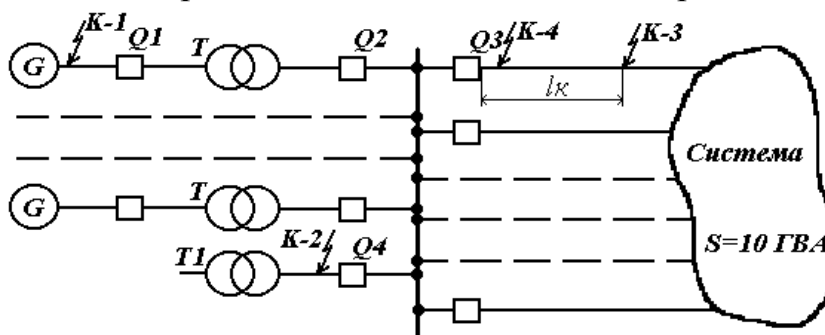 K-1 Q1 T Q2 Q3 K-4 K-3
G
lк
Система
G T
S=10 ГВА
T1 K-2 Q4